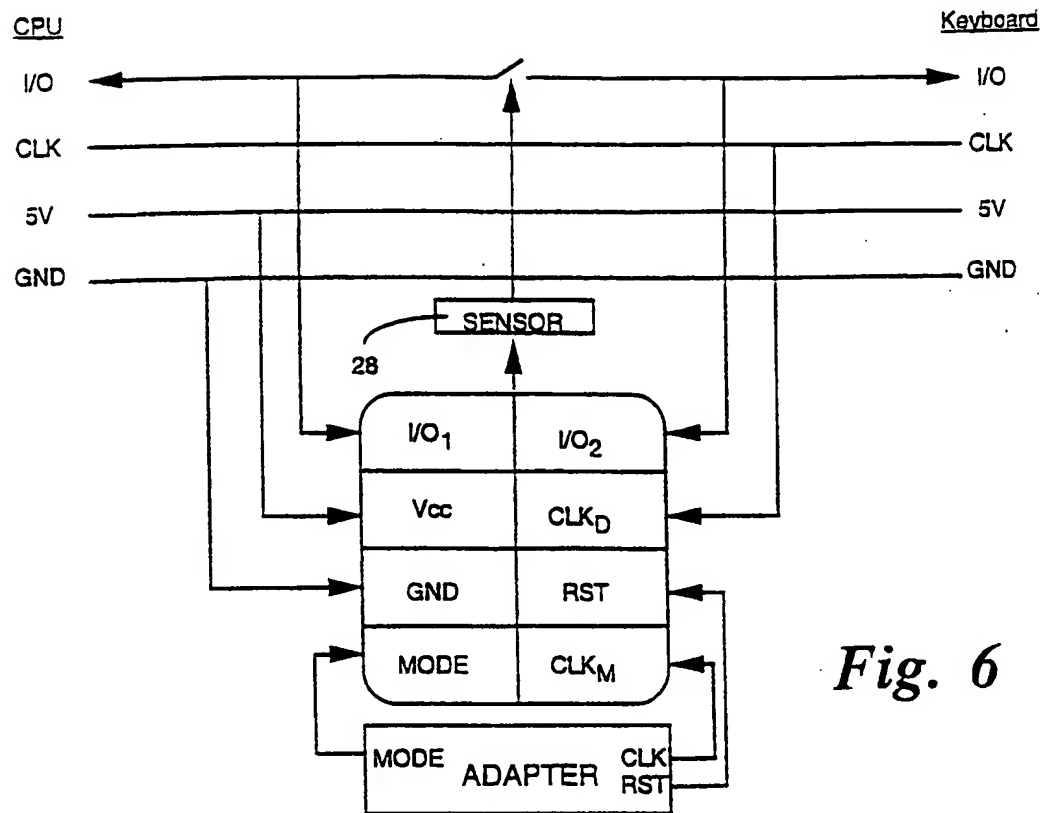 CPU
Keyboard
I/O
I/O
CLK
CLK
5V
5V
GND
GND
SENSOR
28
I/O1
I/O2
Vcc
CLKD
GND
RST
MODE
CLKM
Fig. 6
MODE
ADAPTER
CLK
RST